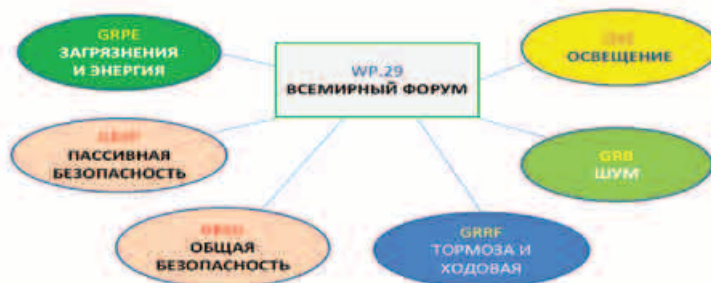 GRPE
ЗАГРЯЗНЕНИЯ
И ЭНЕРГИЯ
WP.29
ВСЕМИРНЫЙ ФОРУМ
ОСВЕЩЕНИЕ
ПАССИВНАЯ
БЕЗОПАСНОСТЬ
GRB
ШУМ
ОБЩАЯ
БЕЗОПАСНОСТЬ
GRRF
ТОРМОЗА И
ХОДОВАЯ